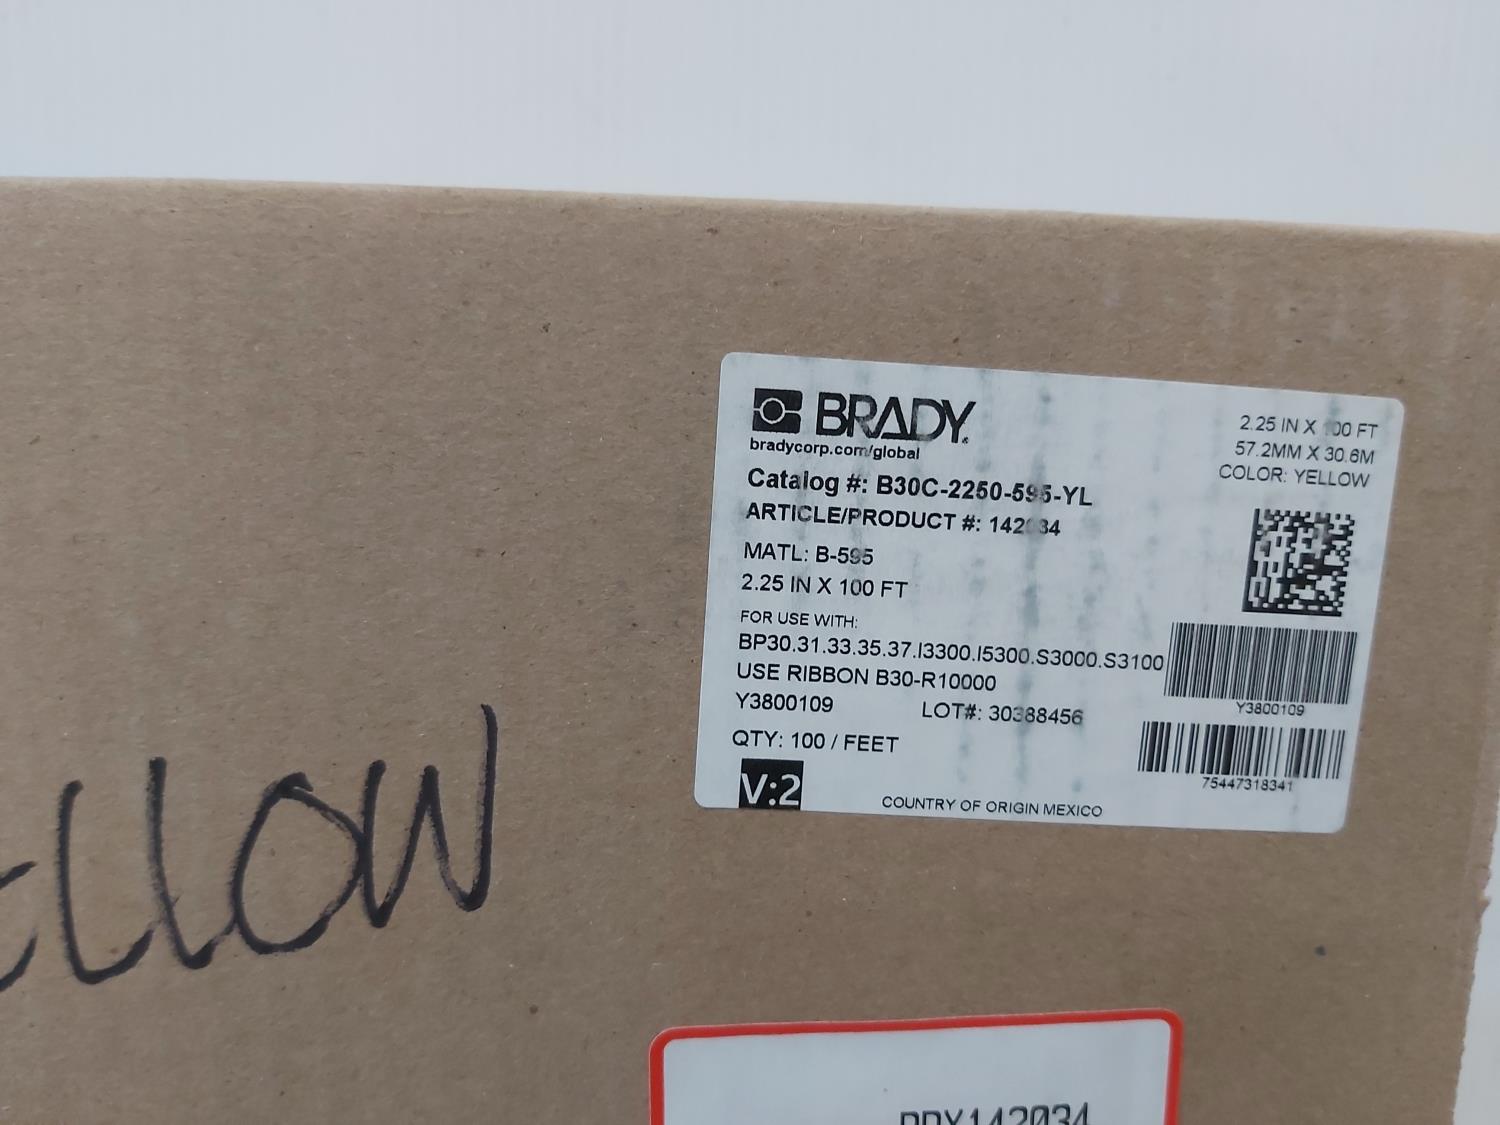 BRADY
bradycorp.com/global
2.25 IN X 100 FT
57.2MM X 30.6M
COLOR: YELLOW
Catalog #: B30C-2250-595-YL
ARTICLE/PRODUCT #: 142034
MATL: B-595
2.25 IN X 100 FT
FOR USE WITH:
BP30.31.33.35.37.I3300.I5300.S3000.S3100
USE RIBBON B30-R10000
Y3800109 LOT#: 30388456
Y3800109
QTY: 100 / FEET
75447318341
V:2
COUNTRY OF ORIGIN MEXICO
ELLOW